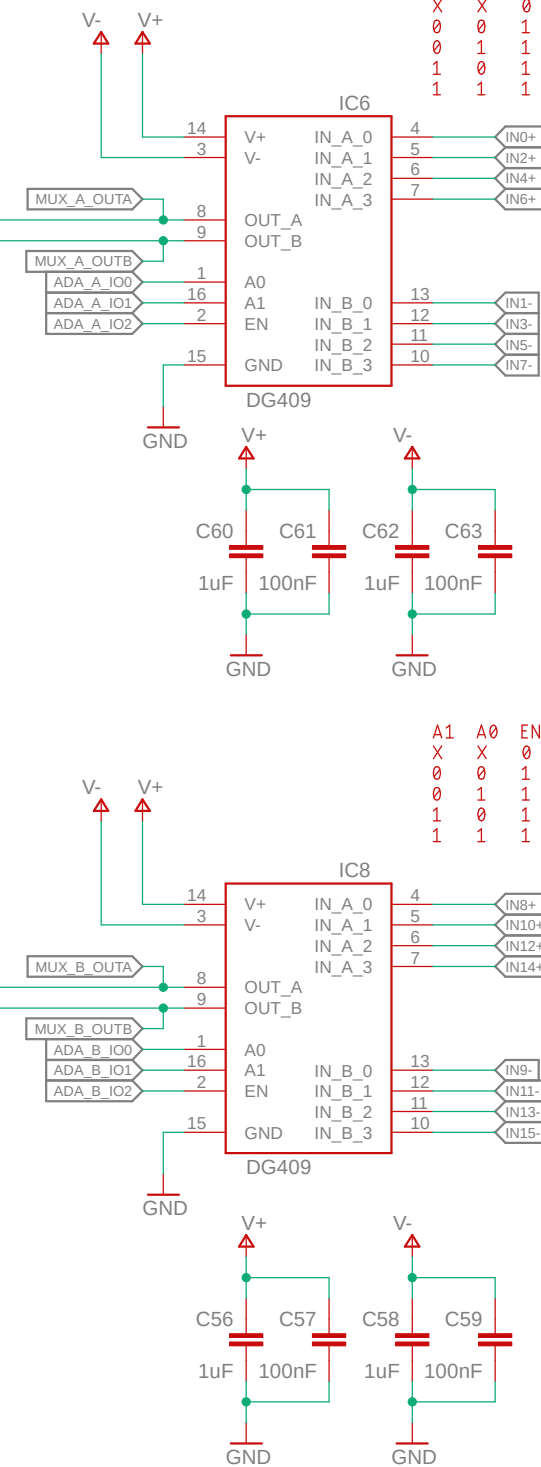 X X 0
0 0 1
0 1 1
1 0 1
1 1 1
V- V+
IC6
14 V+ IN_A_0 4 IN0+
3 V- IN_A_1 5 IN2+
IN_A_2 6 IN4+
IN_A_3 7 IN6+
MUX_A_OUTA
8 OUT_A
9 OUT_B
MUX_A_OUTB
ADA_A_IO0 1 A0
ADA_A_IO1 16 A1 IN_B_0 13 IN1-
ADA_A_IO2 2 EN IN_B_1 12 IN3-
IN_B_2 11 IN5-
15 GND IN_B_3 10 IN7-
DG409
GND
V+ V-
C60 C61 C62 C63
1uF 100nF 1uF 100nF
GND GND
A1 A0 EN
X X 0
0 0 1
0 1 1
1 0 1
1 1 1
V- V+
IC8
14 V+ IN_A_0 4 IN8+
3 V- IN_A_1 5 IN10+
IN_A_2 6 IN12+
IN_A_3 7 IN14+
MUX_B_OUTA
8 OUT_A
9 OUT_B
MUX_B_OUTB
ADA_B_IO0 1 A0
ADA_B_IO1 16 A1 IN_B_0 13 IN9-
ADA_B_IO2 2 EN IN_B_1 12 IN11-
IN_B_2 11 IN13-
15 GND IN_B_3 10 IN15-
DG409
GND
V+ V-
C56 C57 C58 C59
1uF 100nF 1uF 100nF
GND GND